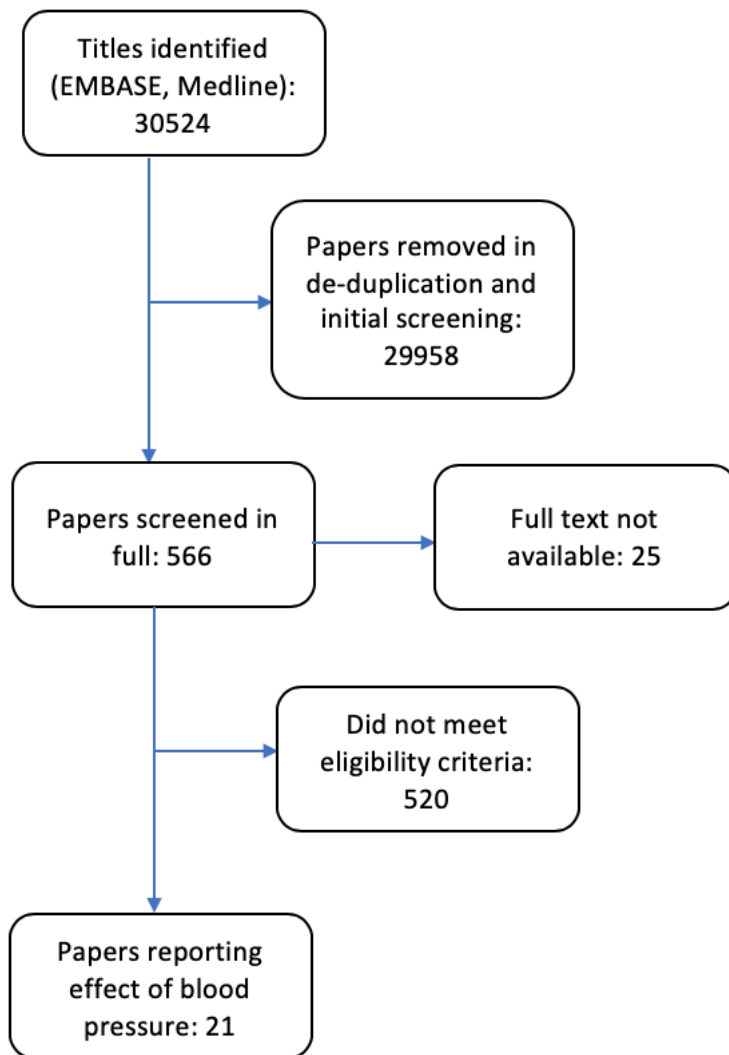 Titles identified
(EMBASE, Medline):
30524
Papers removed in
de-duplication and
initial screening:
29958
Papers screened in
full: 566
Full text not
available: 25
Did not meet
eligibility criteria:
520
Papers reporting
effect of blood
pressure: 21